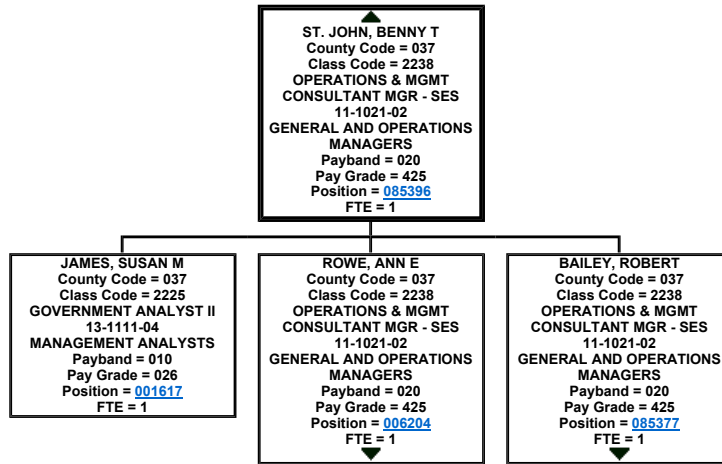 ST. JOHN, BENNY T
County Code = 037
Class Code = 2238
OPERATIONS & MGMT
CONSULTANT MGR - SES
11-1021-02
GENERAL AND OPERATIONS
MANAGERS
Payband = 020
Pay Grade = 425
Position = 085396
FTE = 1
JAMES, SUSAN M
County Code = 037
Class Code = 2225
GOVERNMENT ANALYST II
13-1111-04
MANAGEMENT ANALYSTS
Payband = 010
Pay Grade = 026
Position = 001617
FTE = 1
ROWE, ANN E
County Code = 037
Class Code = 2238
OPERATIONS & MGMT
CONSULTANT MGR - SES
11-1021-02
GENERAL AND OPERATIONS
MANAGERS
Payband = 020
Pay Grade = 425
Position = 006204
FTE = 1
BAILEY, ROBERT
County Code = 037
Class Code = 2238
OPERATIONS & MGMT
CONSULTANT MGR - SES
11-1021-02
GENERAL AND OPERATIONS
MANAGERS
Payband = 020
Pay Grade = 425
Position = 085377
FTE = 1